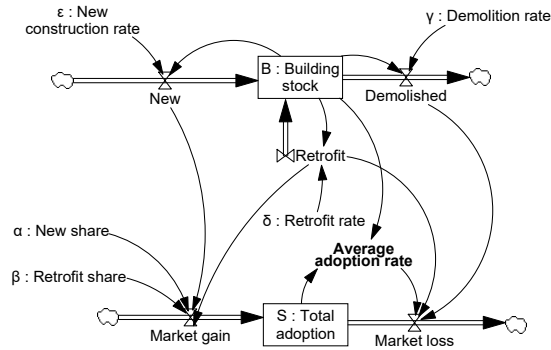 ε : New
construction rate
γ : Demolition rate
B : Building
stock
New
Demolished
Retrofit
δ : Retrofit rate
α : New share
β : Retrofit share
Average
adoption rate
S : Total
adoption
Market gain
Market loss